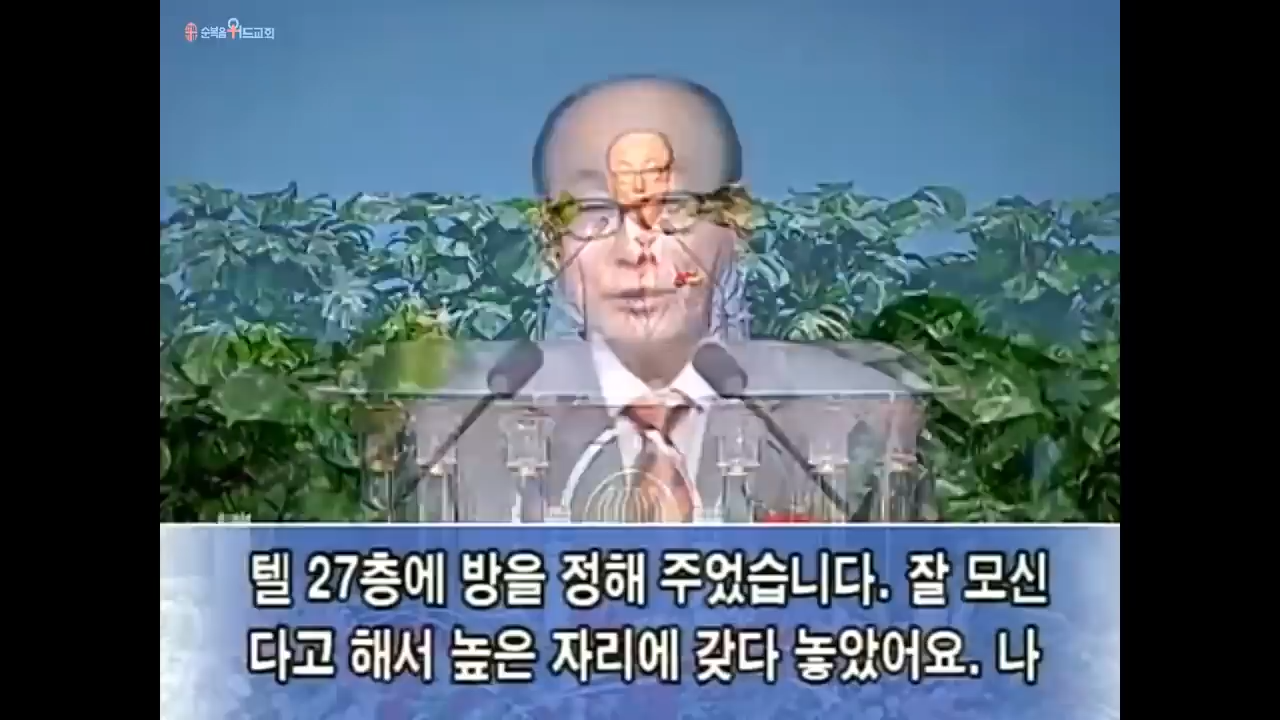 순복음워드교회
텔 27층에 방을 정해 주었습니다. 잘 모신
다고 해서 높은 자리에 갖다 놓았어요. 나